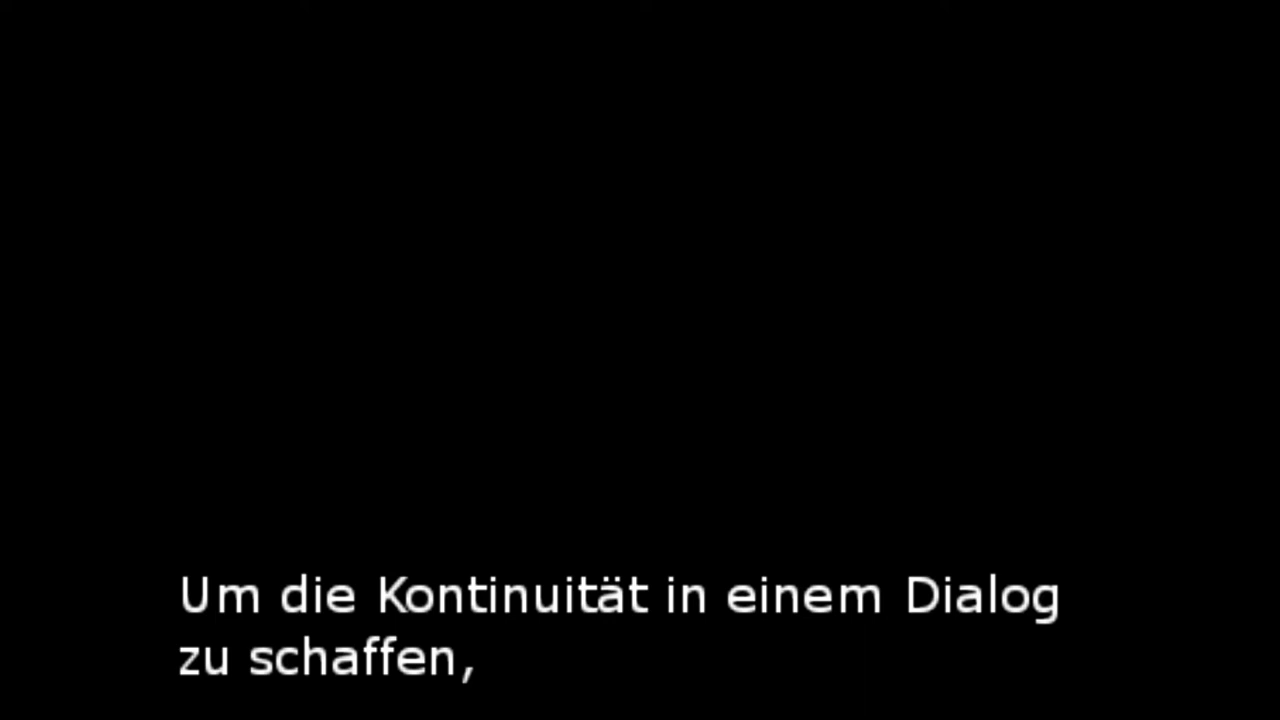 Um die Kontinuität in einem Dialog
zu schaffen,